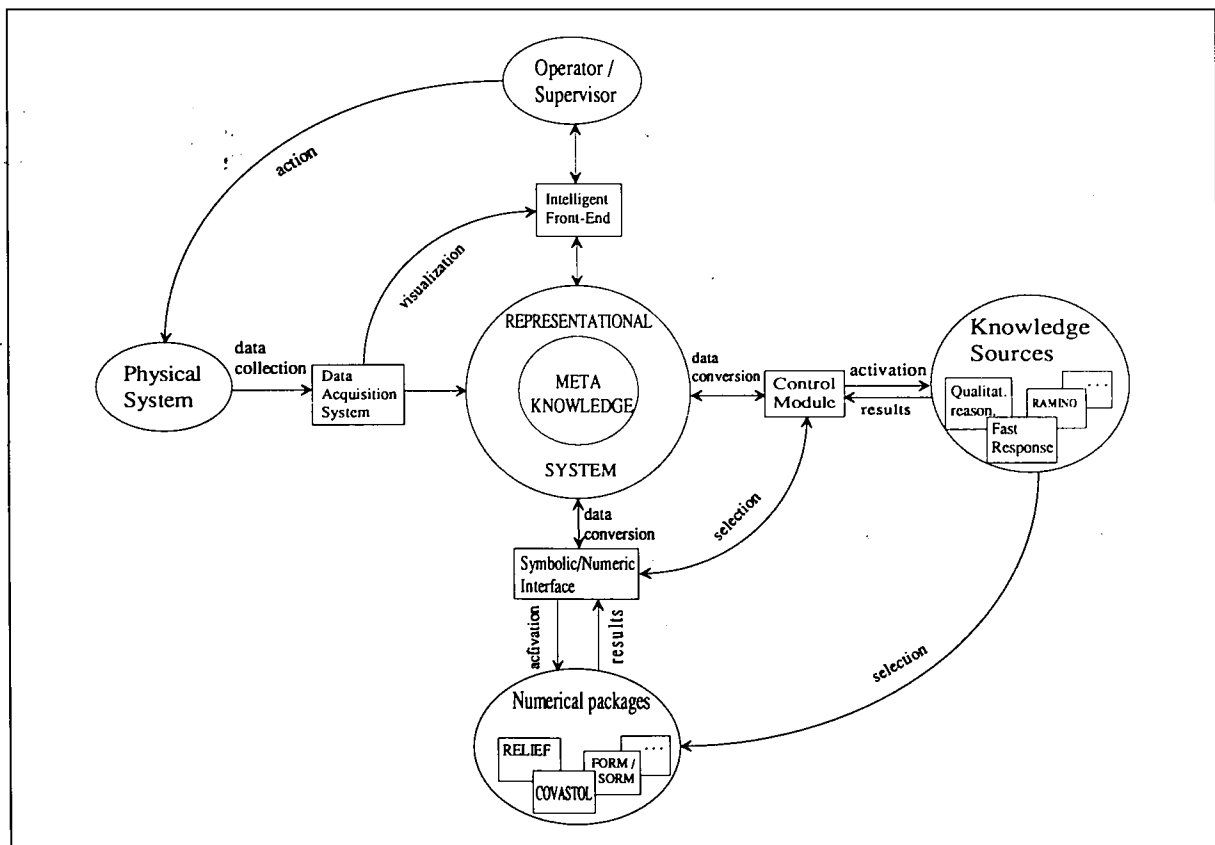 Operator /
Supervisor
action
Intelligent
Front-End
visualization
REPRESENTATIONAL
META
KNOWLEDGE
SYSTEM
Physical
System
data
collection
Data
Acquisition
System
data
conversion
Control
Module
activation
results
Knowledge
Sources
Qualitat.
reason.
RAMINO
...
Fast
Response
selection
data
conversion
Symbolic/Numeric
Interface
activation
results
selection
Numerical packages
RELIEF
COVASTOL
FORM /
SORM
...